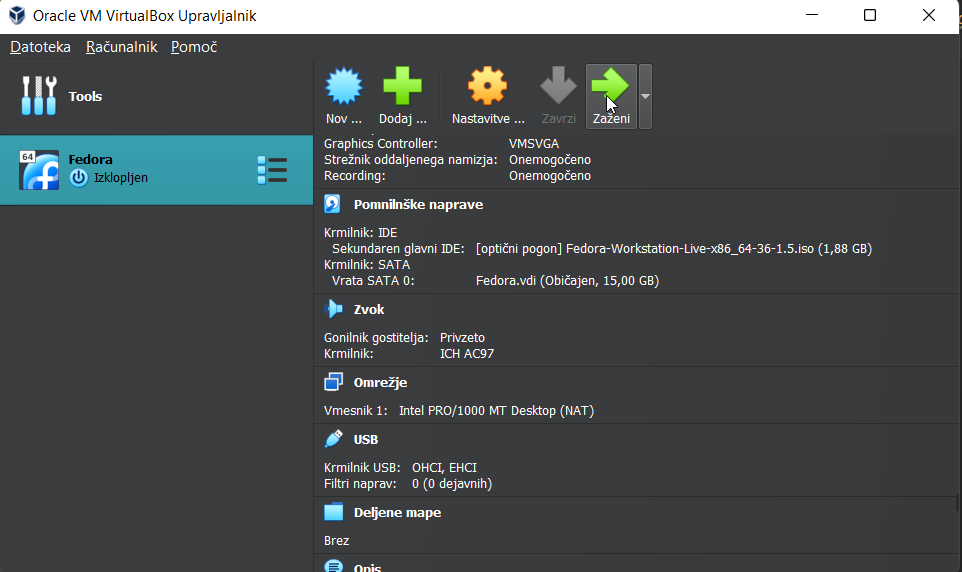 Oracle VM VirtualBox Upravljalnik
Datoteka Računalnik Pomoč
Tools
Nov ... Dodaj ... Nastavitve ... Zavrzi Zaženi
64
Fedora
Izklopljen
Graphics Controller: VMSVGA
Strežnik oddaljenega namizja: Onemogočeno
Recording: Onemogočeno
Pomnilnške naprave
Krmilnik: IDE
Sekundaren glavni IDE: [optični pogon] Fedora-Workstation-Live-x86_64-36-1.5.iso (1,88 GB)
Krmilnik: SATA
Vrata SATA 0: Fedora.vdi (Običajen, 15,00 GB)
Zvok
Gonilnik gostitelja: Privzeto
Krmilnik: ICH AC97
Omrežje
Vmesnik 1: Intel PRO/1000 MT Desktop (NAT)
USB
Krmilnik USB: OHCI, EHCI
Filtri naprav: 0 (0 dejavnih)
Deljene mape
Brez
Opis